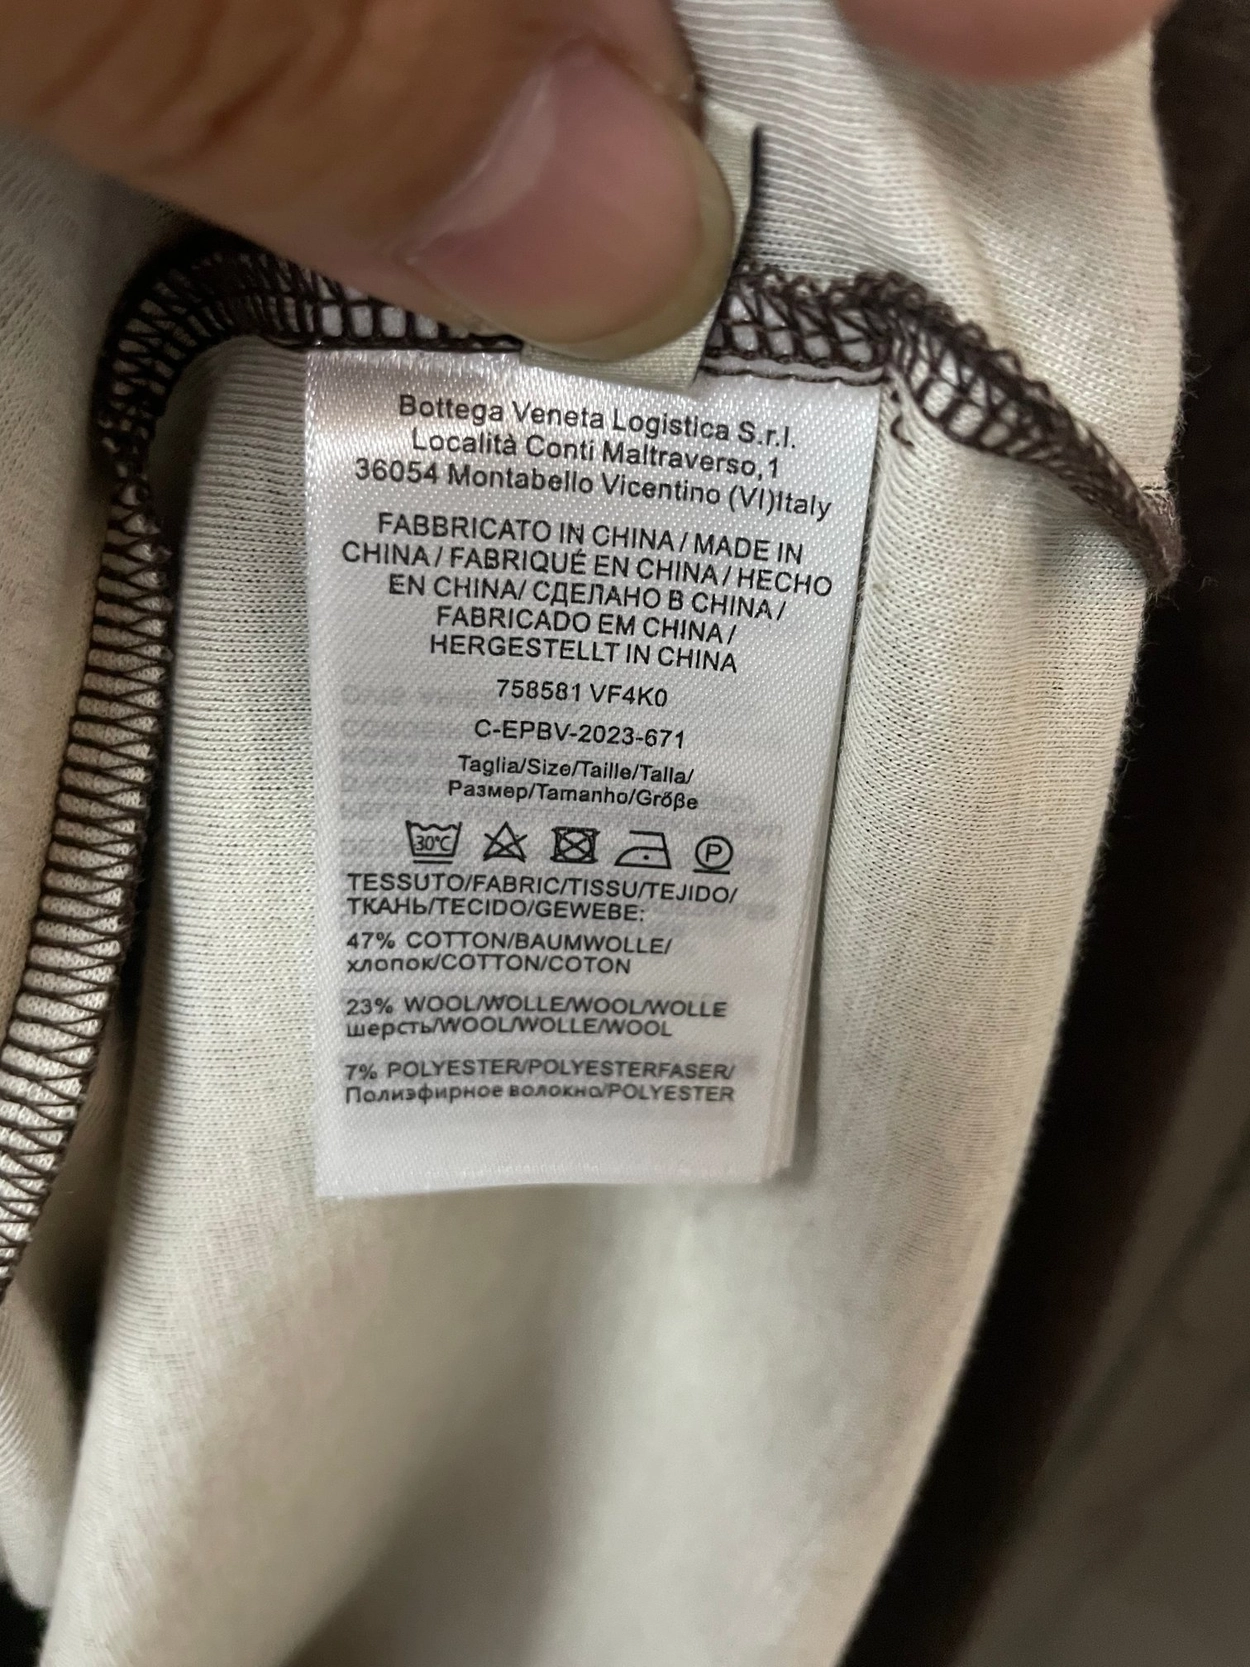 Bottega Veneta Logistica S.r.l.
Località Conti Maltraverso,1
36054 Montabello Vicentino (VI)Italy
FABBRICATO IN CHINA / MADE IN
CHINA / FABRIQUÉ EN CHINA / HECHO
EN CHINA/ СДЕЛАНО В CHINA /
FABRICADO EM CHINA /
HERGESTELLT IN CHINA
758581 VF4K0
C-EPBV-2023-671
Taglia/Size/Taille/Talla/
Размер/Tamanho/Größe
30°C P
TESSUTO/FABRIC/TISSU/TEJIDO/
ТКАНЬ/TECIDO/GEWEBE:
47% COTTON/BAUMWOLLE/
хлопок/COTTON/COTON
23% WOOL/WOLLE/WOOL/WOLLE
шерсть/WOOL/WOLLE/WOOL
7% POLYESTER/POLYESTERFASER/
Полиэфирное волокно/POLYESTER